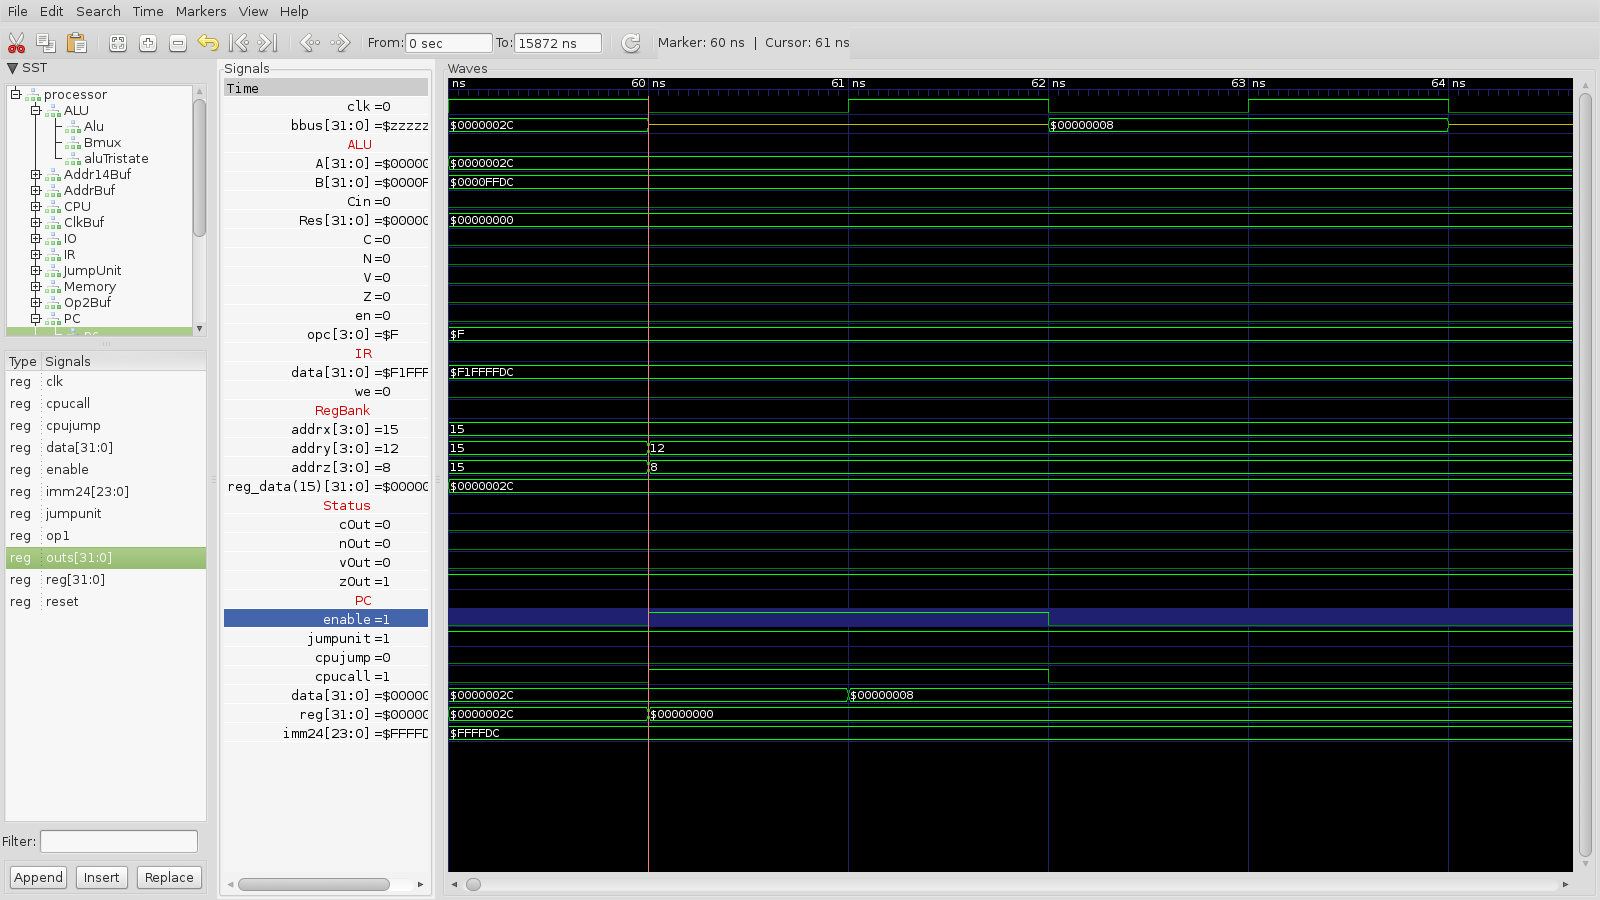 File Edit Search Time Markers View Help
From: 0 sec To: 15872 ns Marker: 60 ns | Cursor: 61 ns
SST
processor
ALU
Alu
Bmux
aluTristate
Addr14Buf
AddrBuf
CPU
ClkBuf
IO
IR
JumpUnit
Memory
Op2Buf
PC
Type Signals
reg clk
reg cpucall
reg cpujump
reg data[31:0]
reg enable
reg imm24[23:0]
reg jumpunit
reg op1
reg outs[31:0]
reg reg[31:0]
reg reset
Filter:
Append Insert Replace
Signals
Time
clk=0
bbus[31:0]=$zzzzz
ALU
A[31:0]=$00000
B[31:0]=$0000F
Cin=0
Res[31:0]=$00000
C=0
N=0
V=0
Z=0
en=0
opc[3:0]=$F
IR
data[31:0]=$F1FFF
we=0
RegBank
addrx[3:0]=15
addry[3:0]=12
addrz[3:0]=8
reg_data(15)[31:0]=$00000
Status
cOut=0
nOut=0
vOut=0
zOut=1
PC
enable=1
jumpunit=1
cpujump=0
cpucall=1
data[31:0]=$00000
reg[31:0]=$00000
imm24[23:0]=$FFFFD
Waves
ns 60 ns 61 ns 62 ns 63 ns 64 ns
$0000002C $00000008
$0000002C
$0000FFDC
$00000000
$F
$F1FFFFDC
15
15 12
15 8
$0000002C
$0000002C $00000008
$0000002C $00000000
$FFFFDC